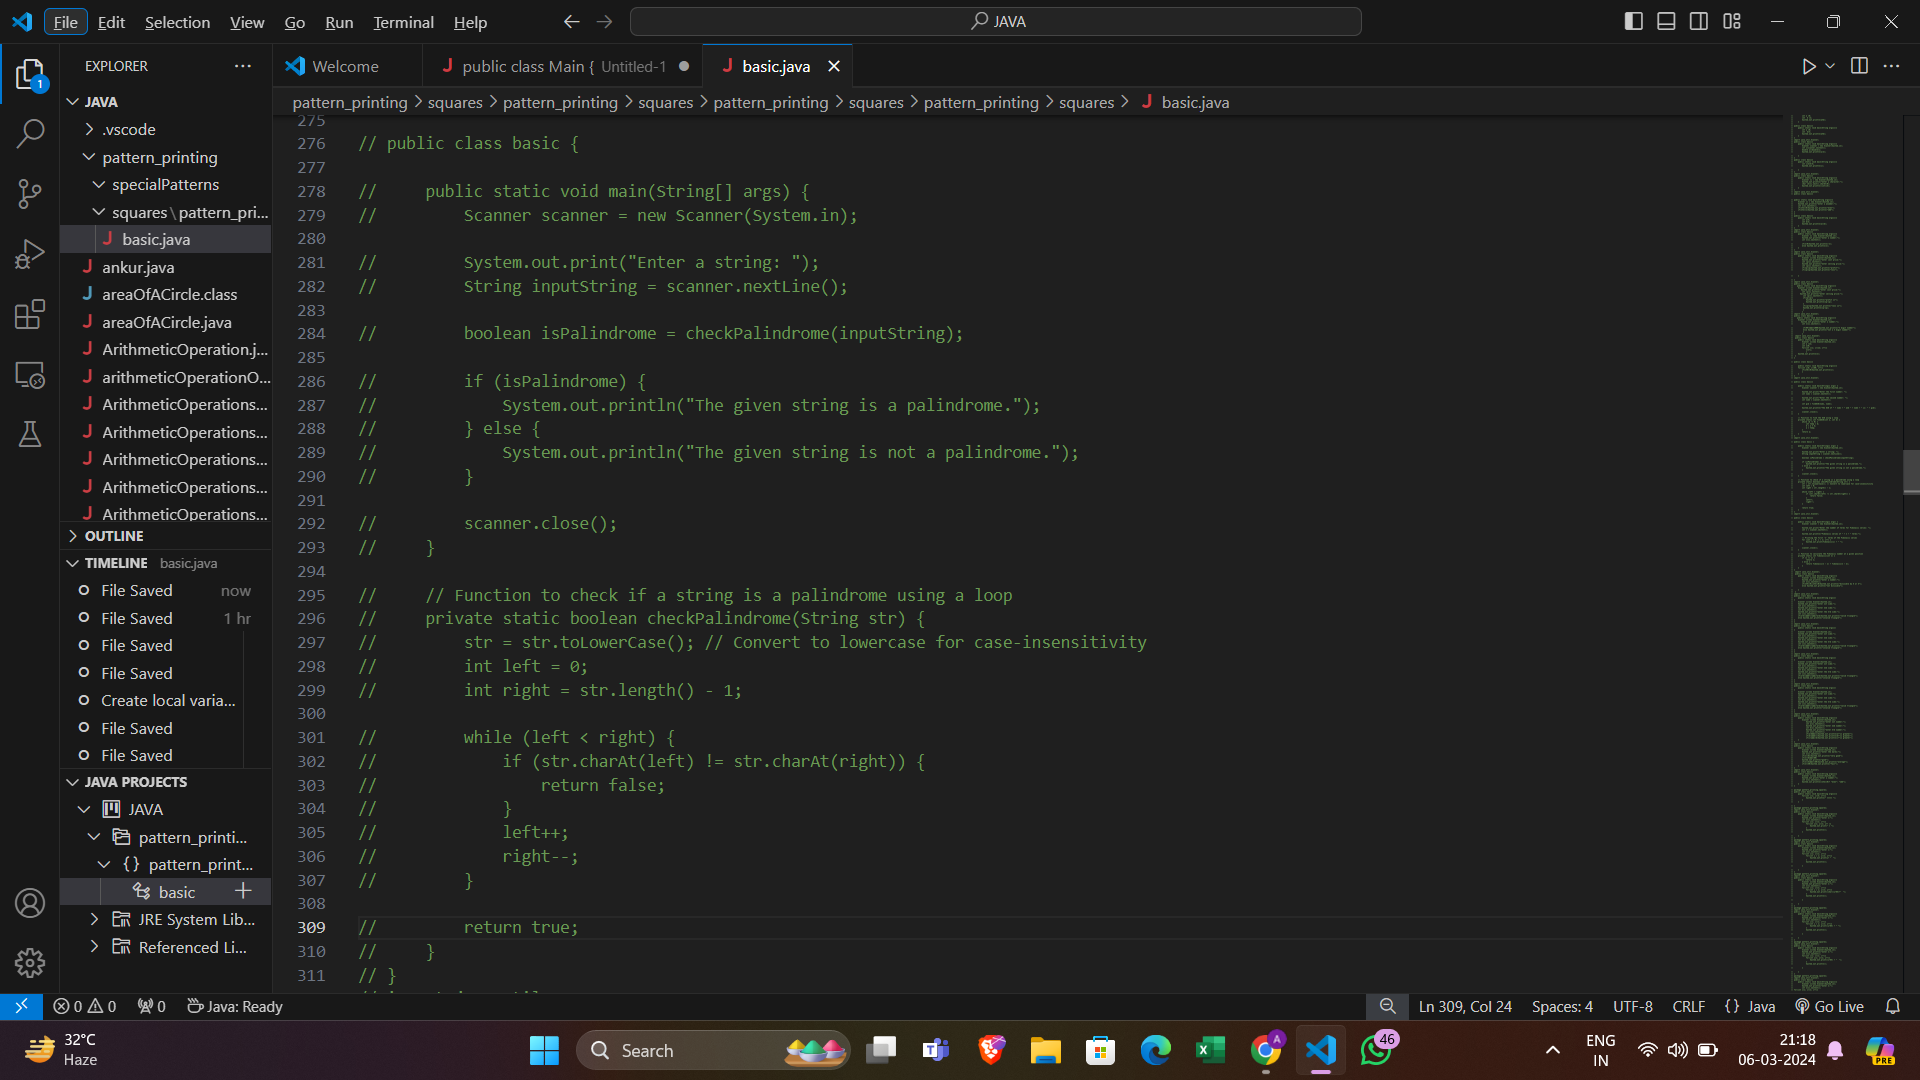 File Edit Selection View Go Run Terminal Help
JAVA
EXPLORER
Welcome
public class Main { Untitled-1
basic.java
JAVA
pattern_printing squares pattern_printing squares pattern_printing squares pattern_printing squares basic.java
.vscode
pattern_printing
specialPatterns
squares\pattern_pri...
basic.java
ankur.java
areaOfACircle.class
areaOfACircle.java
ArithmeticOperation.j...
arithmeticOperationO...
ArithmeticOperations...
ArithmeticOperations...
ArithmeticOperations...
ArithmeticOperations...
ArithmeticOperations...
OUTLINE
TIMELINE basic.java
File Saved now
File Saved 1 hr
File Saved
File Saved
Create local varia...
File Saved
File Saved
JAVA PROJECTS
JAVA
pattern_printi...
pattern_print...
basic
JRE System Lib...
Referenced Li...
275
276 // public class basic {
277
278 //     public static void main(String[] args) {
279 //         Scanner scanner = new Scanner(System.in);
280
281 //         System.out.print("Enter a string: ");
282 //         String inputString = scanner.nextLine();
283
284 //         boolean isPalindrome = checkPalindrome(inputString);
285
286 //         if (isPalindrome) {
287 //             System.out.println("The given string is a palindrome.");
288 //         } else {
289 //             System.out.println("The given string is not a palindrome.");
290 //         }
291
292 //         scanner.close();
293 //     }
294
295 //     // Function to check if a string is a palindrome using a loop
296 //     private static boolean checkPalindrome(String str) {
297 //         str = str.toLowerCase(); // Convert to lowercase for case-insensitivity
298 //         int left = 0;
299 //         int right = str.length() - 1;
300
301 //         while (left < right) {
302 //             if (str.charAt(left) != str.charAt(right)) {
303 //                 return false;
304 //             }
305 //             left++;
306 //             right--;
307 //         }
308
309 //         return true;
310 //     }
311 // }
1
0 0 0 Java: Ready
Ln 309, Col 24 Spaces: 4 UTF-8 CRLF {} Java Go Live
32°C
Haze
Search
46
A
ENG
IN
21:18
06-03-2024
PRE